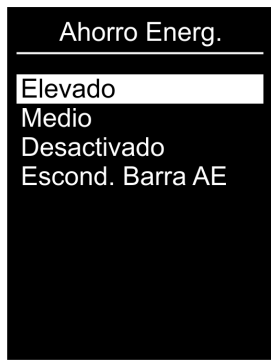 Ahorro Energ.
Elevado
Medio
Desactivado
Escond. Barra AE